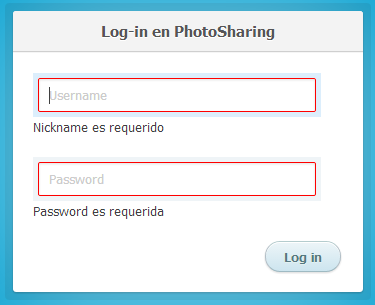 Log-in en PhotoSharing
Username
Nickname es requerido
Password
Password es requerida
Log in